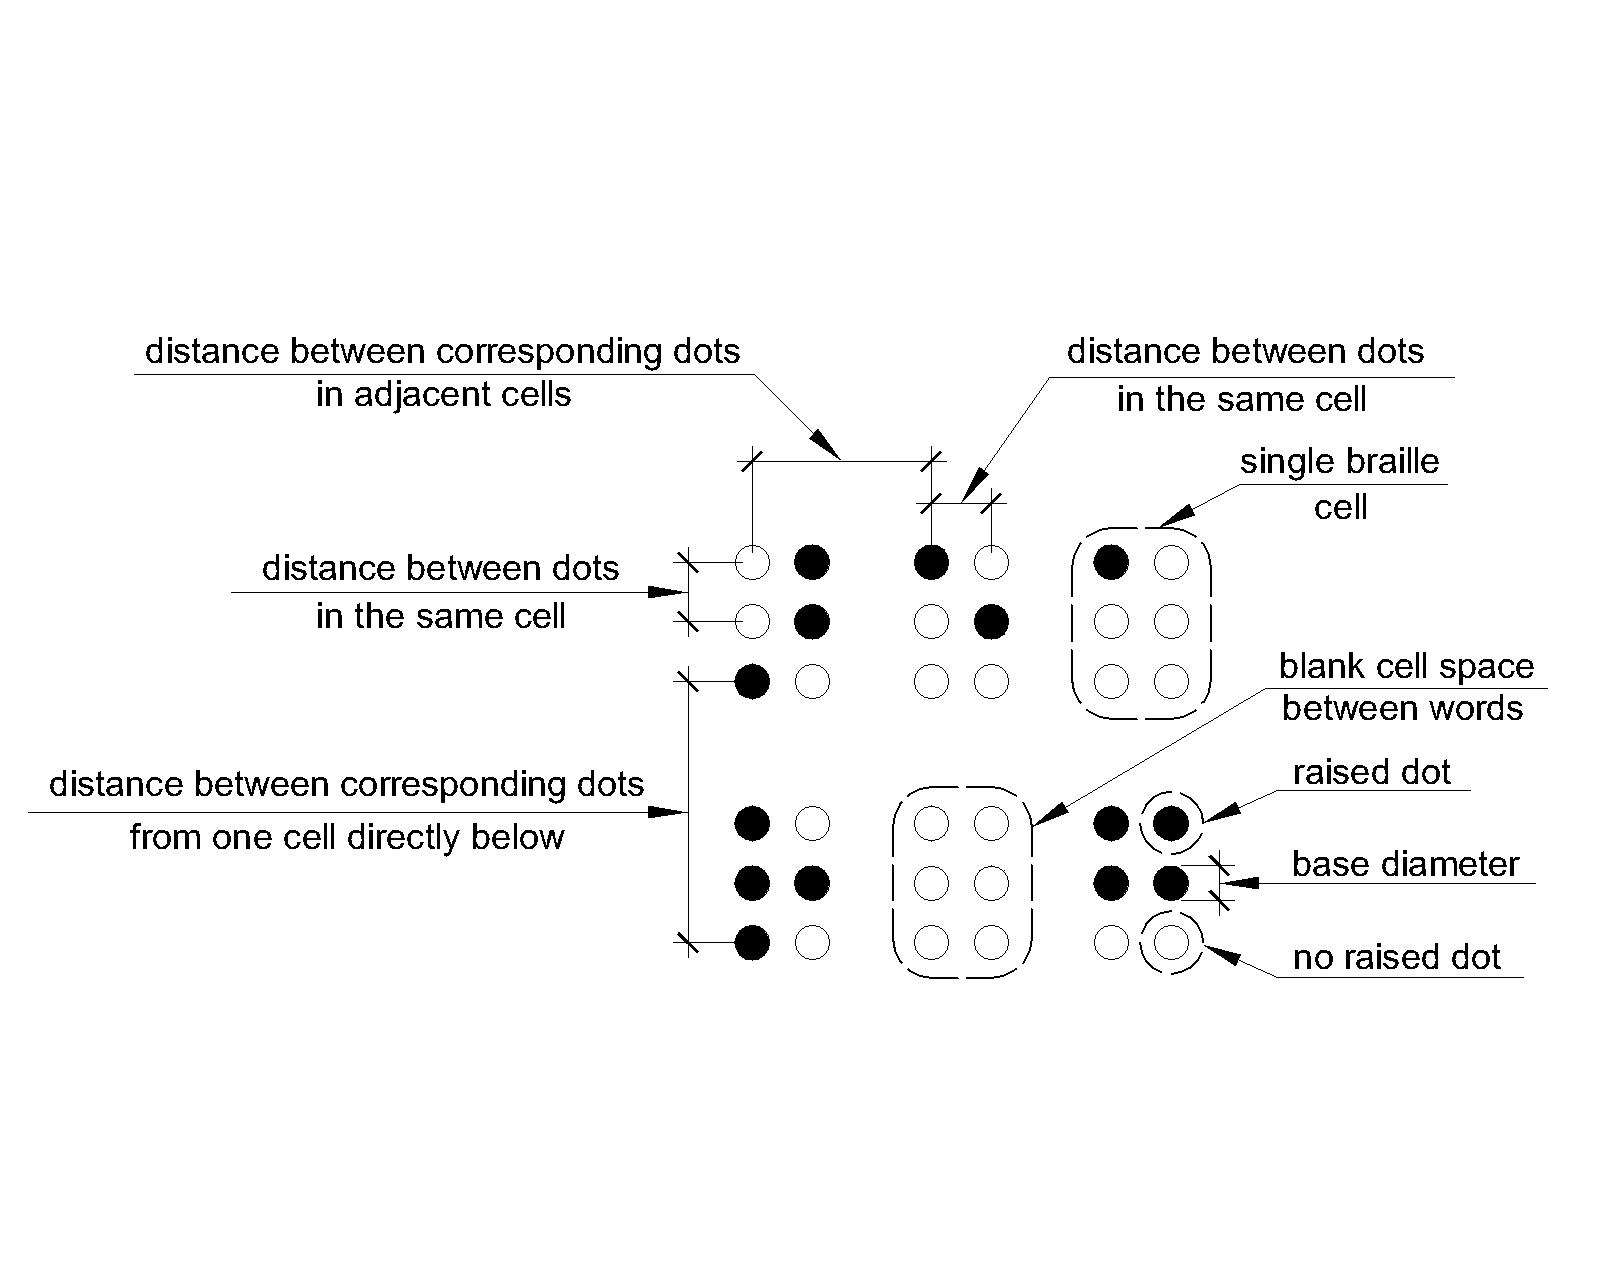 distance between corresponding dots
in adjacent cells
distance between dots
in the same cell
single braille
cell
distance between dots
in the same cell
blank cell space
between words
raised dot
distance between corresponding dots
from one cell directly below
base diameter
no raised dot